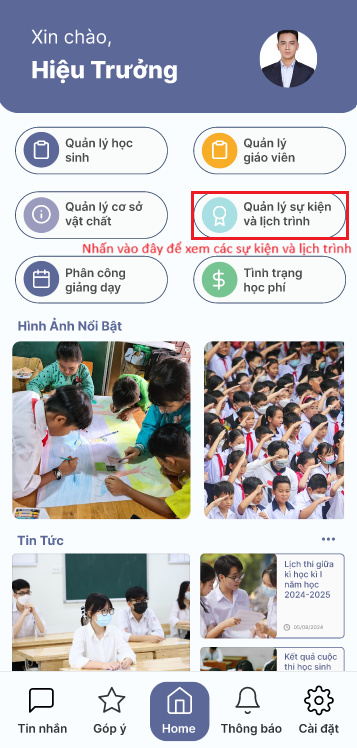 Xin chào,
Hiệu Trưởng
Quản lý học
sinh
Quản lý
giáo viên
Quản lý cơ sở
vật chất
Quản lý sự kiện
và lịch trình
Nhấn vào đây để xem các sự kiện và lịch trình
Phân công
giảng dạy
Tình trạng
học phí
Hình Ảnh Nổi Bật
Tin Tức
Lịch thi giữa
kì học kì I
năm học
2024-2025
05/08/2024
Kết quả cuộc
thi học sinh
Tin nhắn
Góp ý
Home
Thông báo
Cài đặt